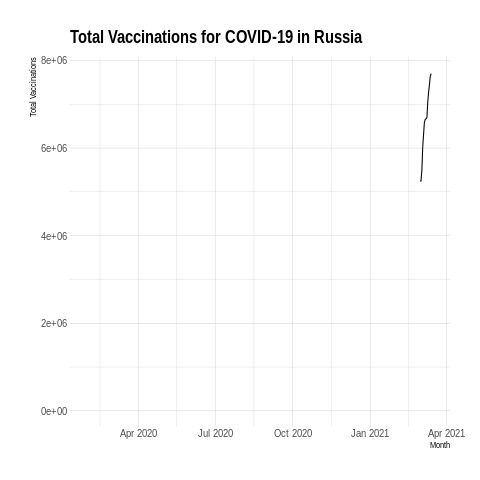 Total Vaccinations for COVID-19 in Russia
Total Vaccinations
8e+06
6e+06
4e+06
2e+06
0e+00
Apr 2020 Jul 2020 Oct 2020 Jan 2021 Apr 2021
Month